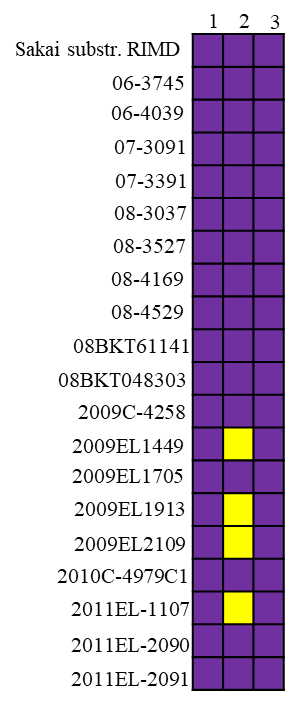 1 2 3
Sakai substr. RIMD
06-3745
06-4039
07-3091
07-3391
08-3037
08-3527
08-4169
08-4529
08BKT61141
08BKT048303
2009C-4258
2009EL1449
2009EL1705
2009EL1913
2009EL2109
2010C-4979C1
2011EL-1107
2011EL-2090
2011EL-2091